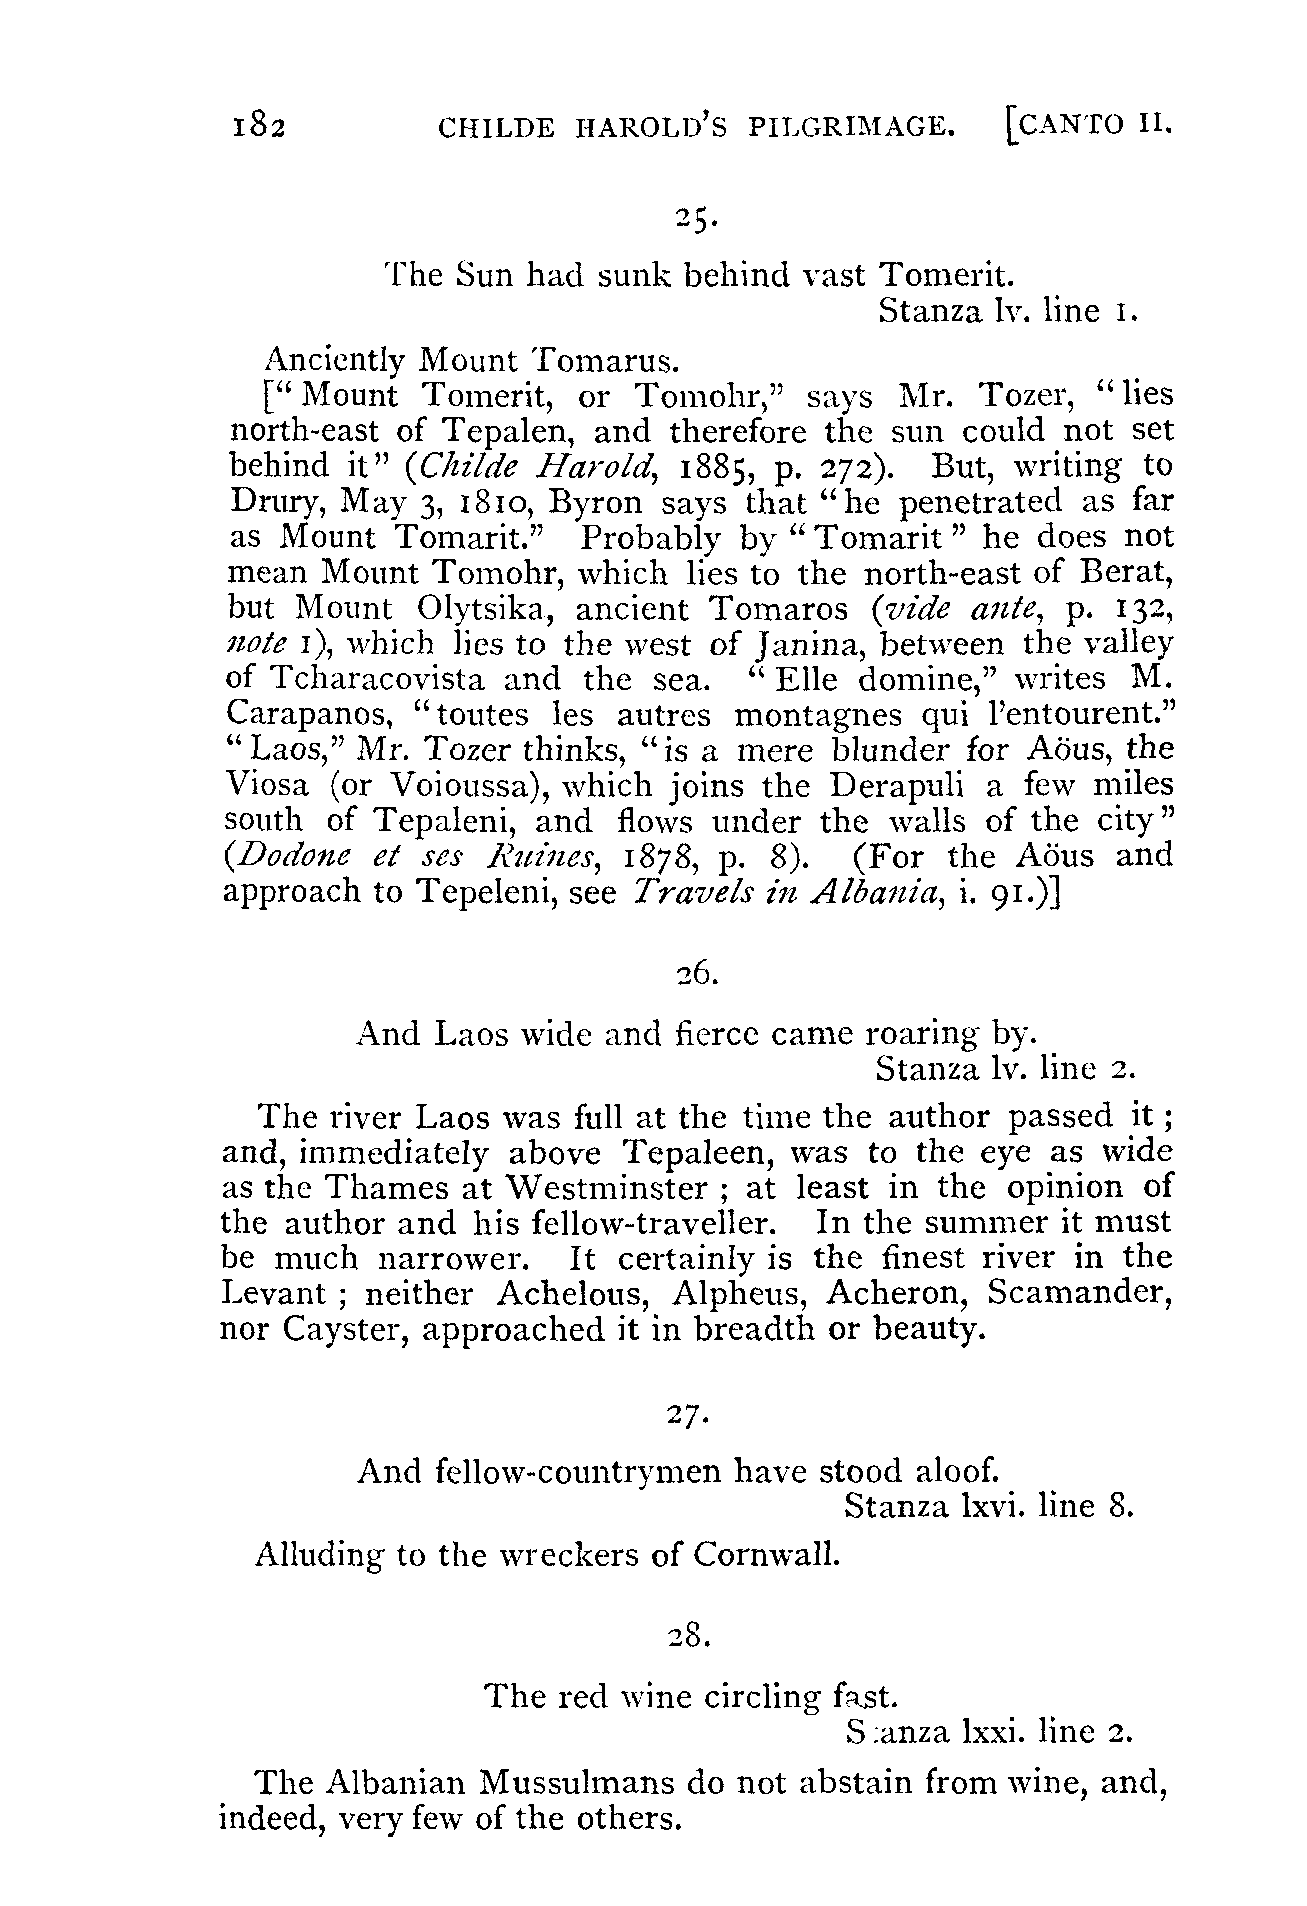 182 CHILDE HAROLD'S PILGRIMAGE. [CANTO II.
25.
The Sun had sunk behind vast Tomerit.
Stanza lv. line 1.
Anciently Mount Tomarus.
["Mount Tomerit, or Tomohr," says Mr. Tozer, "lies
north-east of Tepalen, and therefore the sun could not set
behind it" (Childe Harold, 1885, p. 272). But, writing to
Drury, May 3, 1810, Byron says that "he penetrated as far
as Mount Tomarit." Probably by "Tomarit" he does not
mean Mount Tomohr, which lies to the north-east of Berat,
but Mount Olytsika, ancient Tomaros (vide ante, p. 132,
note 1), which lies to the west of Janina, between the valley
of Tcharacovista and the sea. "Elle domine," writes M.
Carapanos, "toutes les autres montagnes qui l'entourent."
"Laos," Mr. Tozer thinks, "is a mere blunder for Aöus, the
Viosa (or Voioussa), which joins the Derapuli a few miles
south of Tepaleni, and flows under the walls of the city"
(Dodone et ses Ruines, 1878, p. 8). (For the Aöus and
approach to Tepeleni, see Travels in Albania, i. 91.)]
26.
And Laos wide and fierce came roaring by.
Stanza lv. line 2.
The river Laos was full at the time the author passed it ;
and, immediately above Tepaleen, was to the eye as wide
as the Thames at Westminster ; at least in the opinion of
the author and his fellow-traveller. In the summer it must
be much narrower. It certainly is the finest river in the
Levant ; neither Achelous, Alpheus, Acheron, Scamander,
nor Cayster, approached it in breadth or beauty.
27.
And fellow-countrymen have stood aloof.
Stanza lxvi. line 8.
Alluding to the wreckers of Cornwall.
28.
The red wine circling fast.
Stanza lxxi. line 2.
The Albanian Mussulmans do not abstain from wine, and,
indeed, very few of the others.